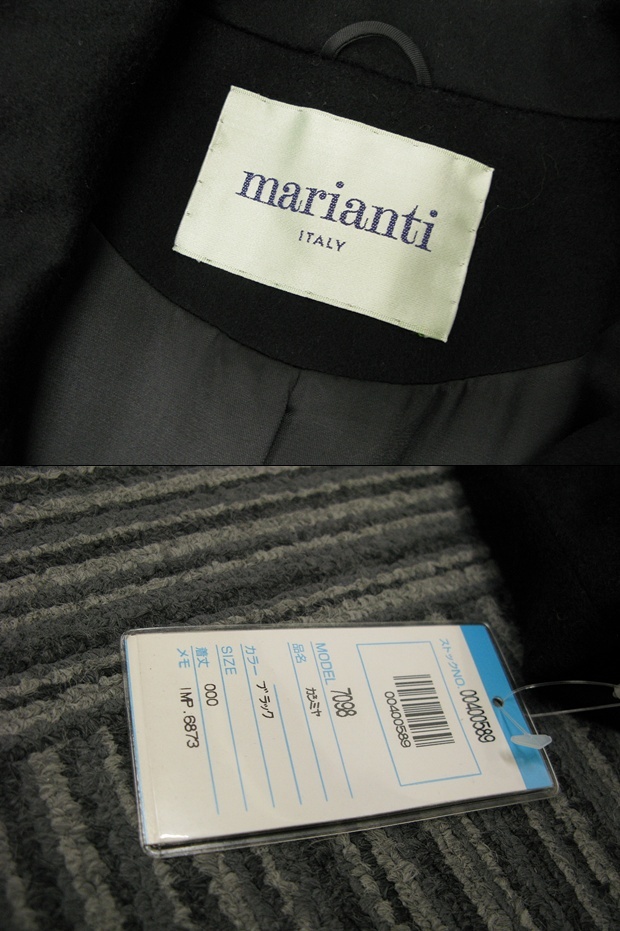 marianti
ITALY
ストックNO. 00400589
00400589
MODEL 7898
品名 カシミヤ
カラー ブラック
SIZE
着丈 000
メモ IMP.6873